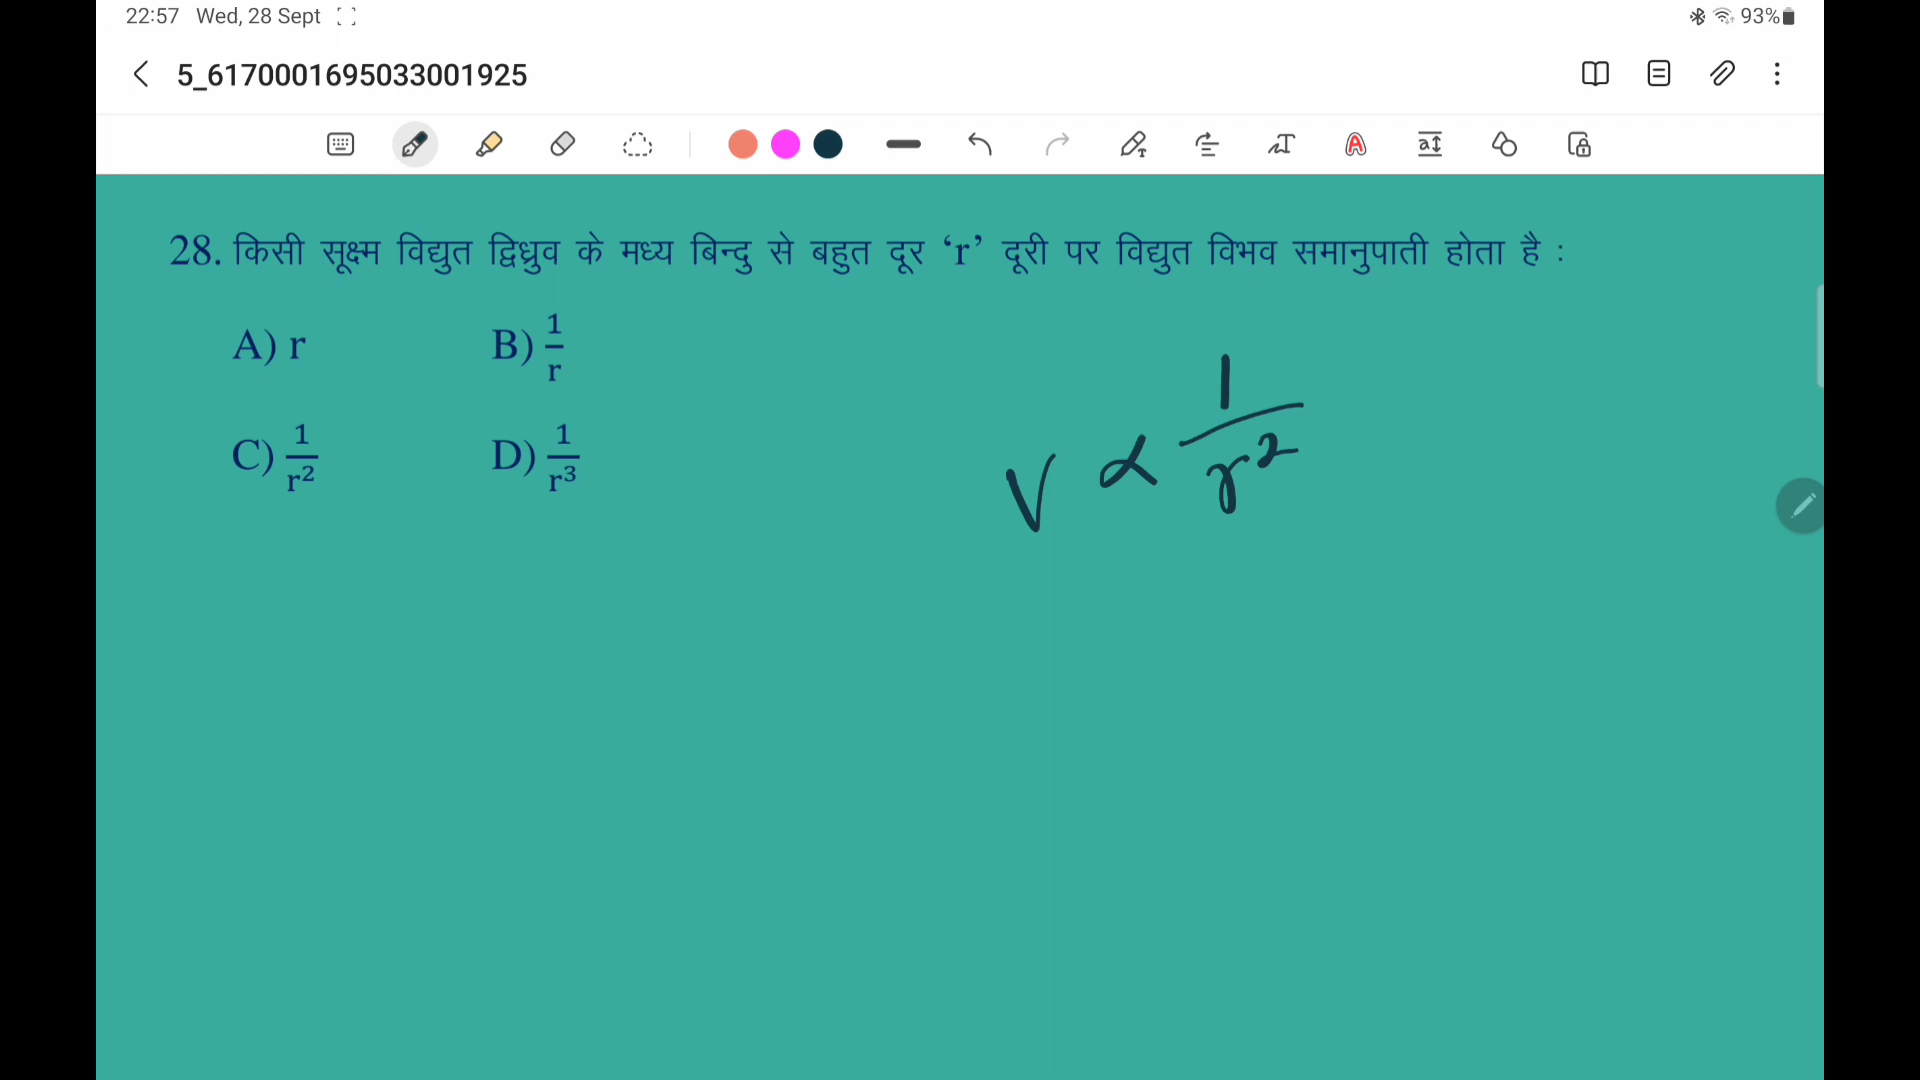 22:57 Wed, 28 Sept 93%
5_6170001695033001925
28. किसी सूक्ष्म विद्युत द्विध्रुव के मध्य बिन्दु से बहुत दूर ‘r’ दूरी पर विद्युत विभव समानुपाती होता है :
A) r B) 1/r
C) 1/r² D) 1/r³
V ∝ 1/r²